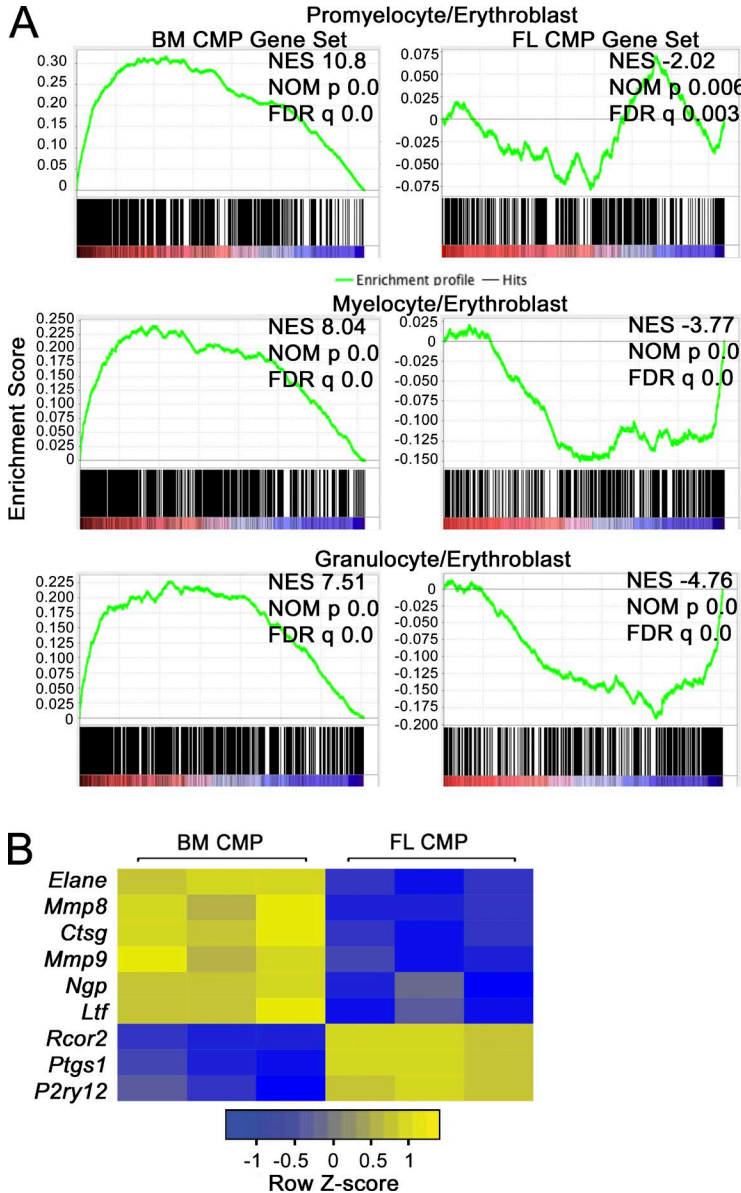 A
Promyelocyte/Erythroblast
BM CMP Gene Set
FL CMP Gene Set
NES 10.8
NOM p 0.0
FDR q 0.0
0.30
0.25
0.20
0.15
0.10
0.05
0
NES -2.02
NOM p 0.006
FDR q 0.003
0.075
0.050
0.025
0
-0.025
-0.050
-0.075
Enrichment profile — Hits
Myelocyte/Erythroblast
Enrichment Score
NES 8.04
NOM p 0.0
FDR q 0.0
0.250
0.225
0.200
0.175
0.150
0.125
0.100
0.075
0.050
0.025
0
NES -3.77
NOM p 0.0
FDR q 0.0
0.025
0
-0.025
-0.050
-0.075
-0.100
-0.125
-0.150
Granulocyte/Erythroblast
NES 7.51
NOM p 0.0
FDR q 0.0
0.225
0.200
0.175
0.150
0.125
0.100
0.075
0.050
0.025
0
NES -4.76
NOM p 0.0
FDR q 0.0
0
-0.025
-0.050
-0.075
-0.100
-0.125
-0.150
-0.175
-0.200
B
BM CMP
FL CMP
Elane
Mmp8
Ctsg
Mmp9
Ngp
Ltf
Rcor2
Ptgs1
P2ry12
-1 -0.5 0 0.5 1
Row Z-score